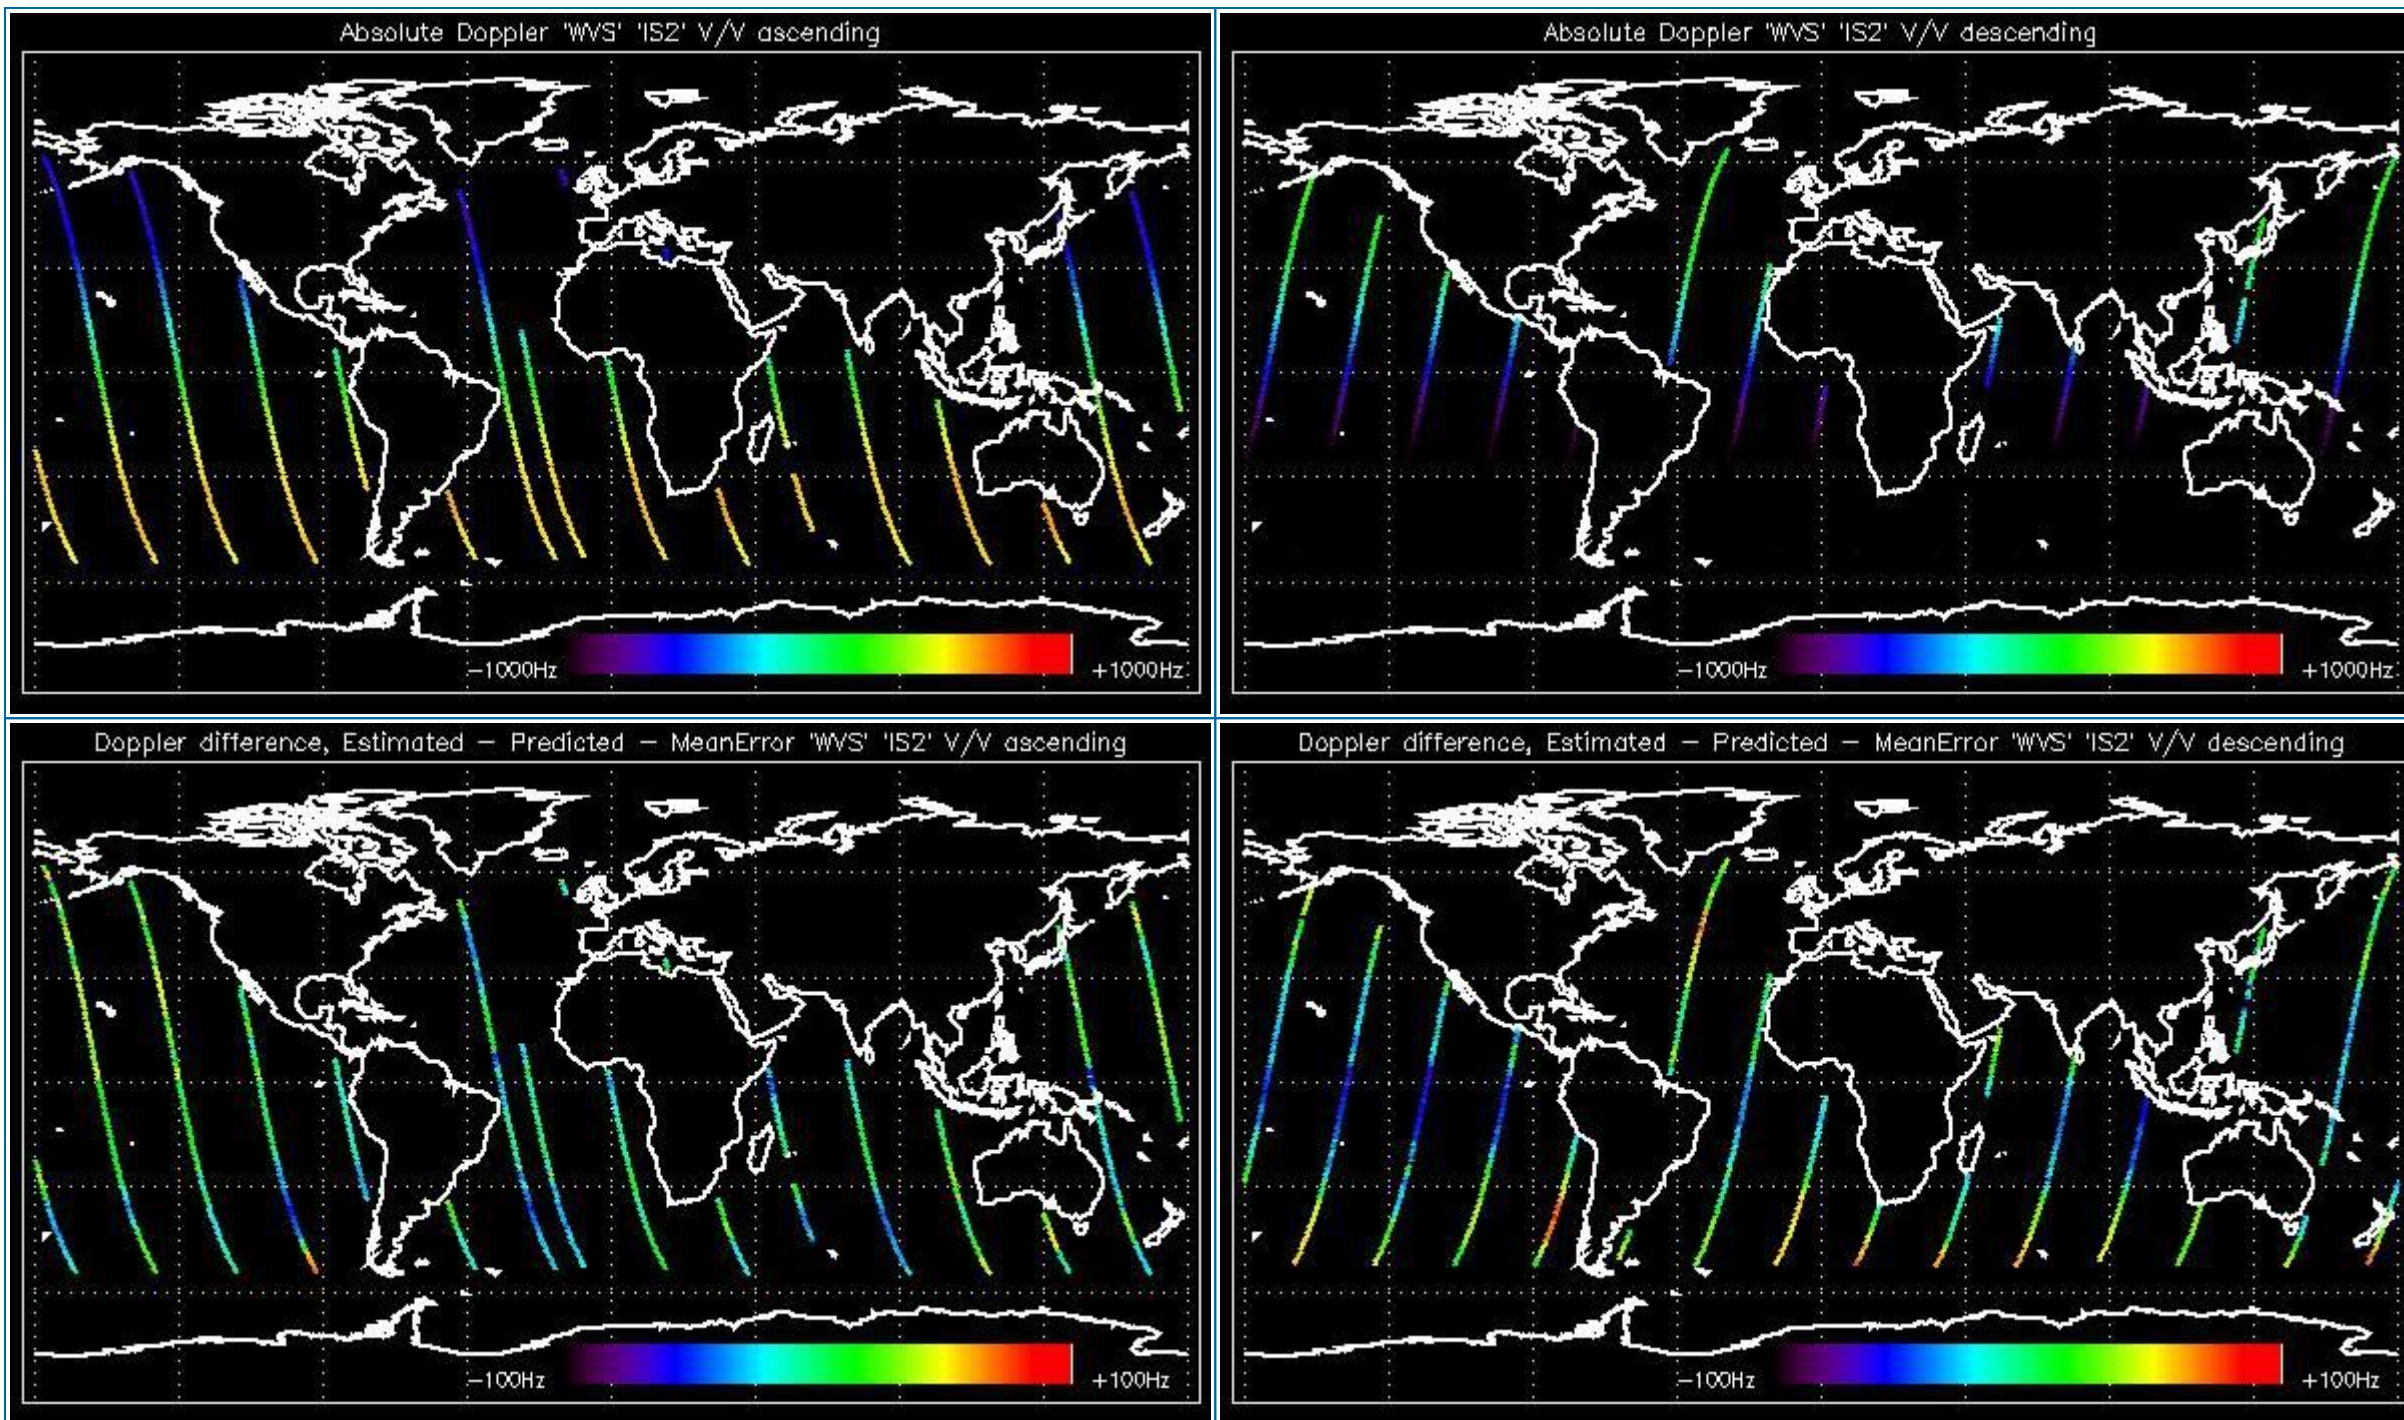 Absolute Doppler 'WVS' 'IS2' V/V ascending
-1000Hz
+1000Hz
Absolute Doppler 'WVS' 'IS2' V/V descending
-1000Hz
+1000Hz
Doppler difference, Estimated - Predicted - MeanError 'WVS' 'IS2' V/V ascending
-100Hz
+100Hz
Doppler difference, Estimated - Predicted - MeanError 'WVS' 'IS2' V/V descending
-100Hz
+100Hz